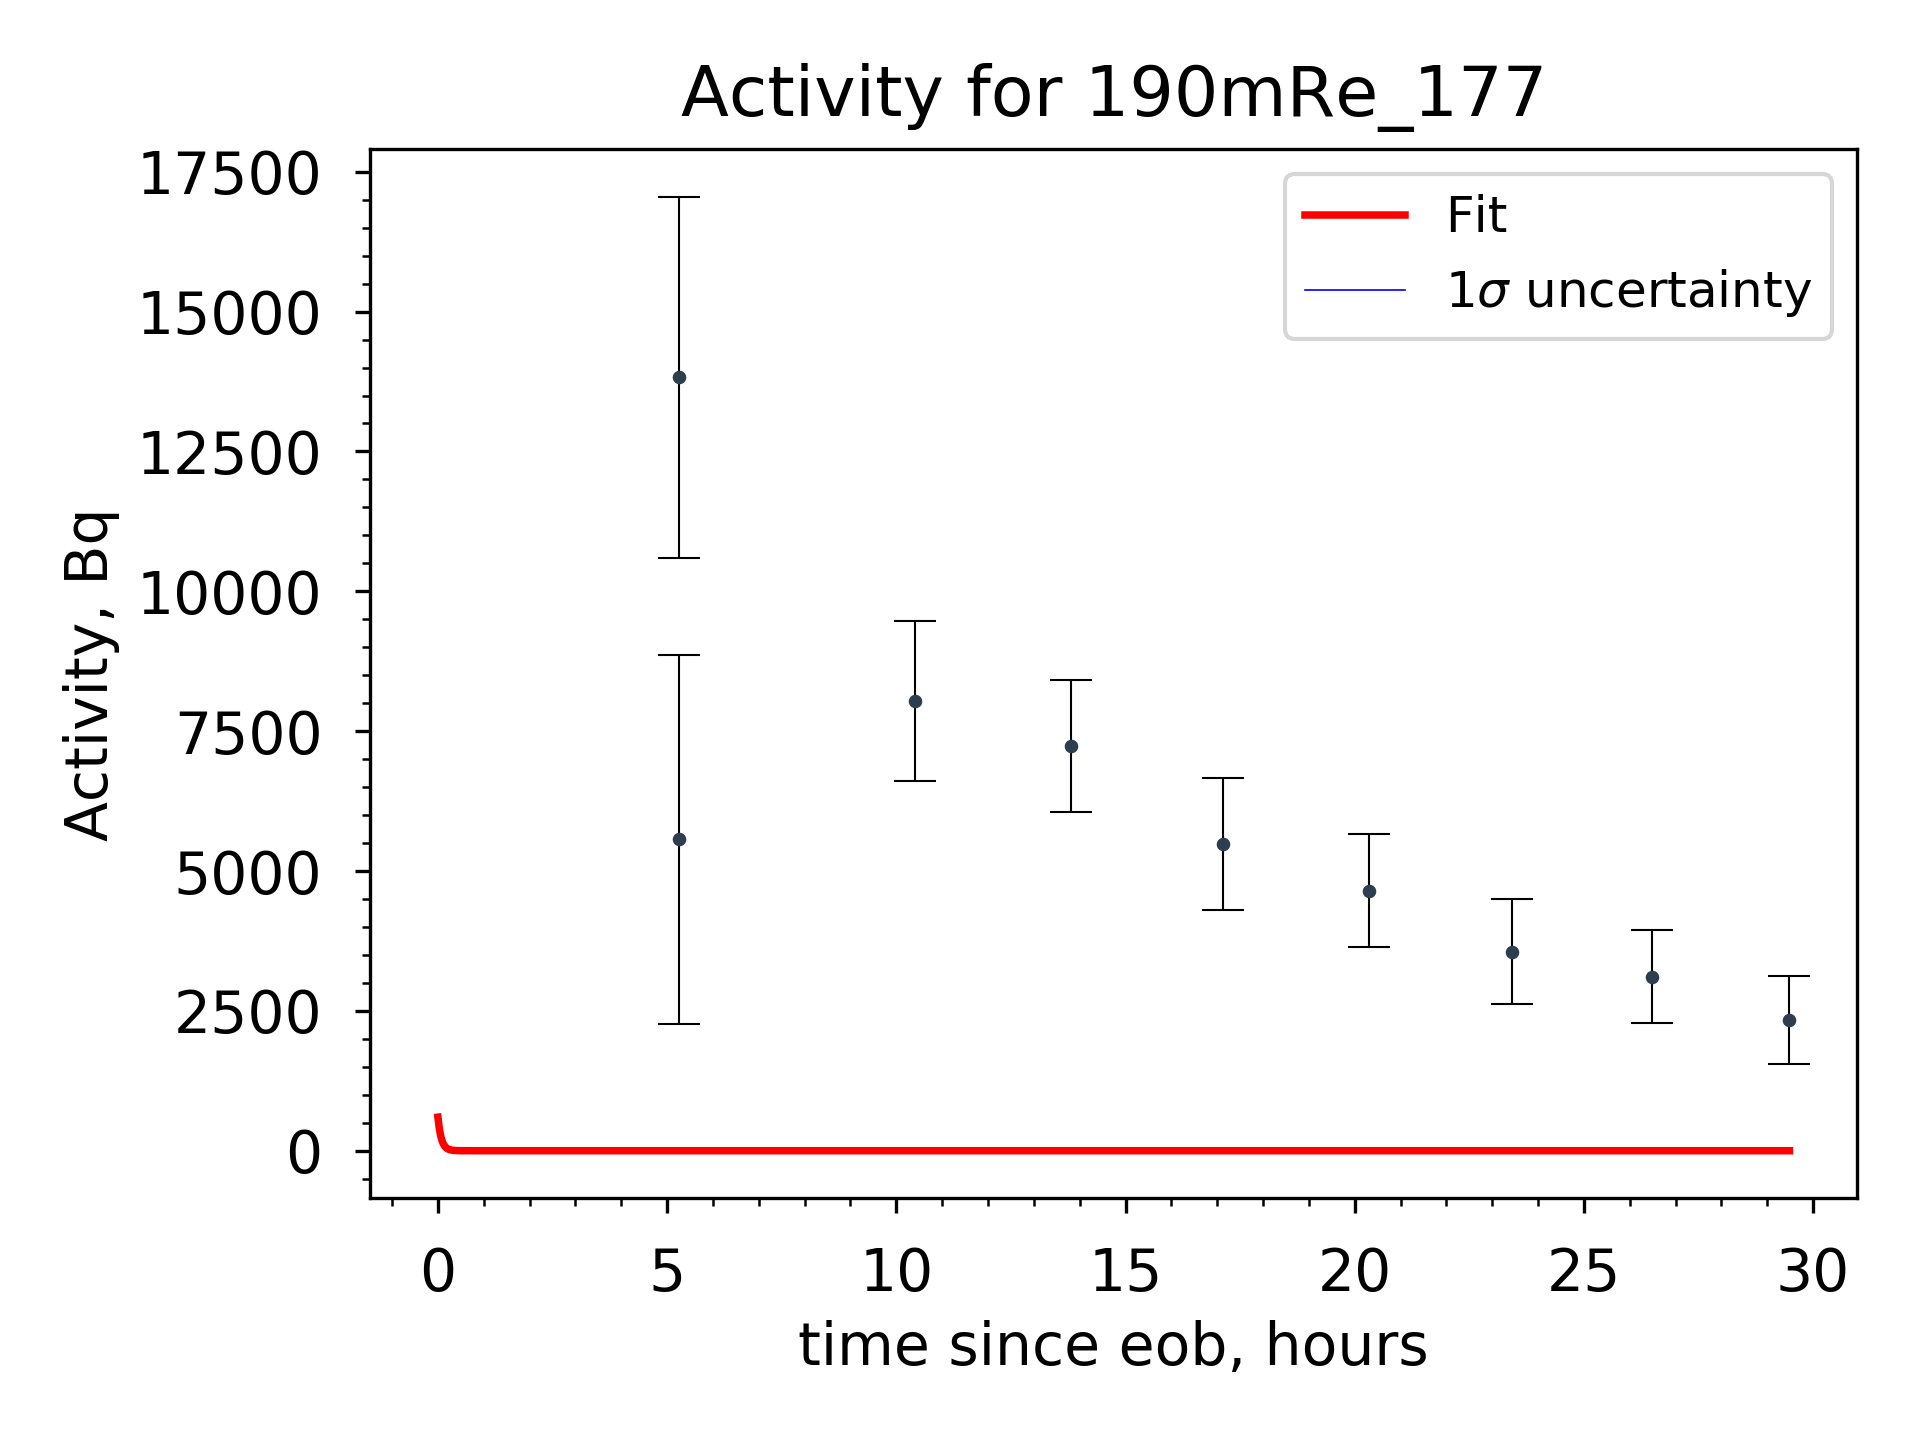 Activity for 190mRe_177
17500
15000
12500
10000
7500
5000
2500
0
Activity, Bq
Fit
1σ uncertainty
0 5 10 15 20 25 30
time since eob, hours